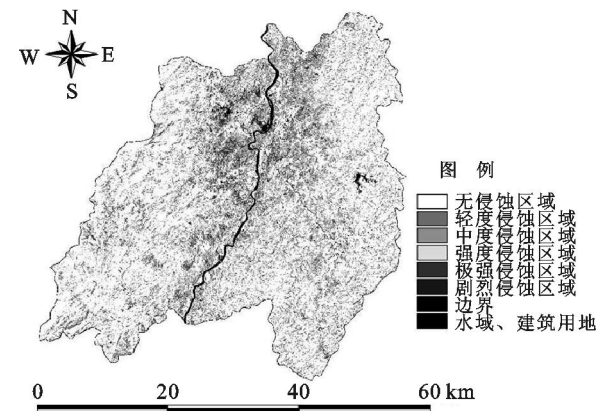 N
W E
S
图 例
无侵蚀区域
轻度侵蚀区域
中度侵蚀区域
强度侵蚀区域
极强侵蚀区域
剧烈侵蚀区域
边界
水域、建筑用地
0 20 40 60 km